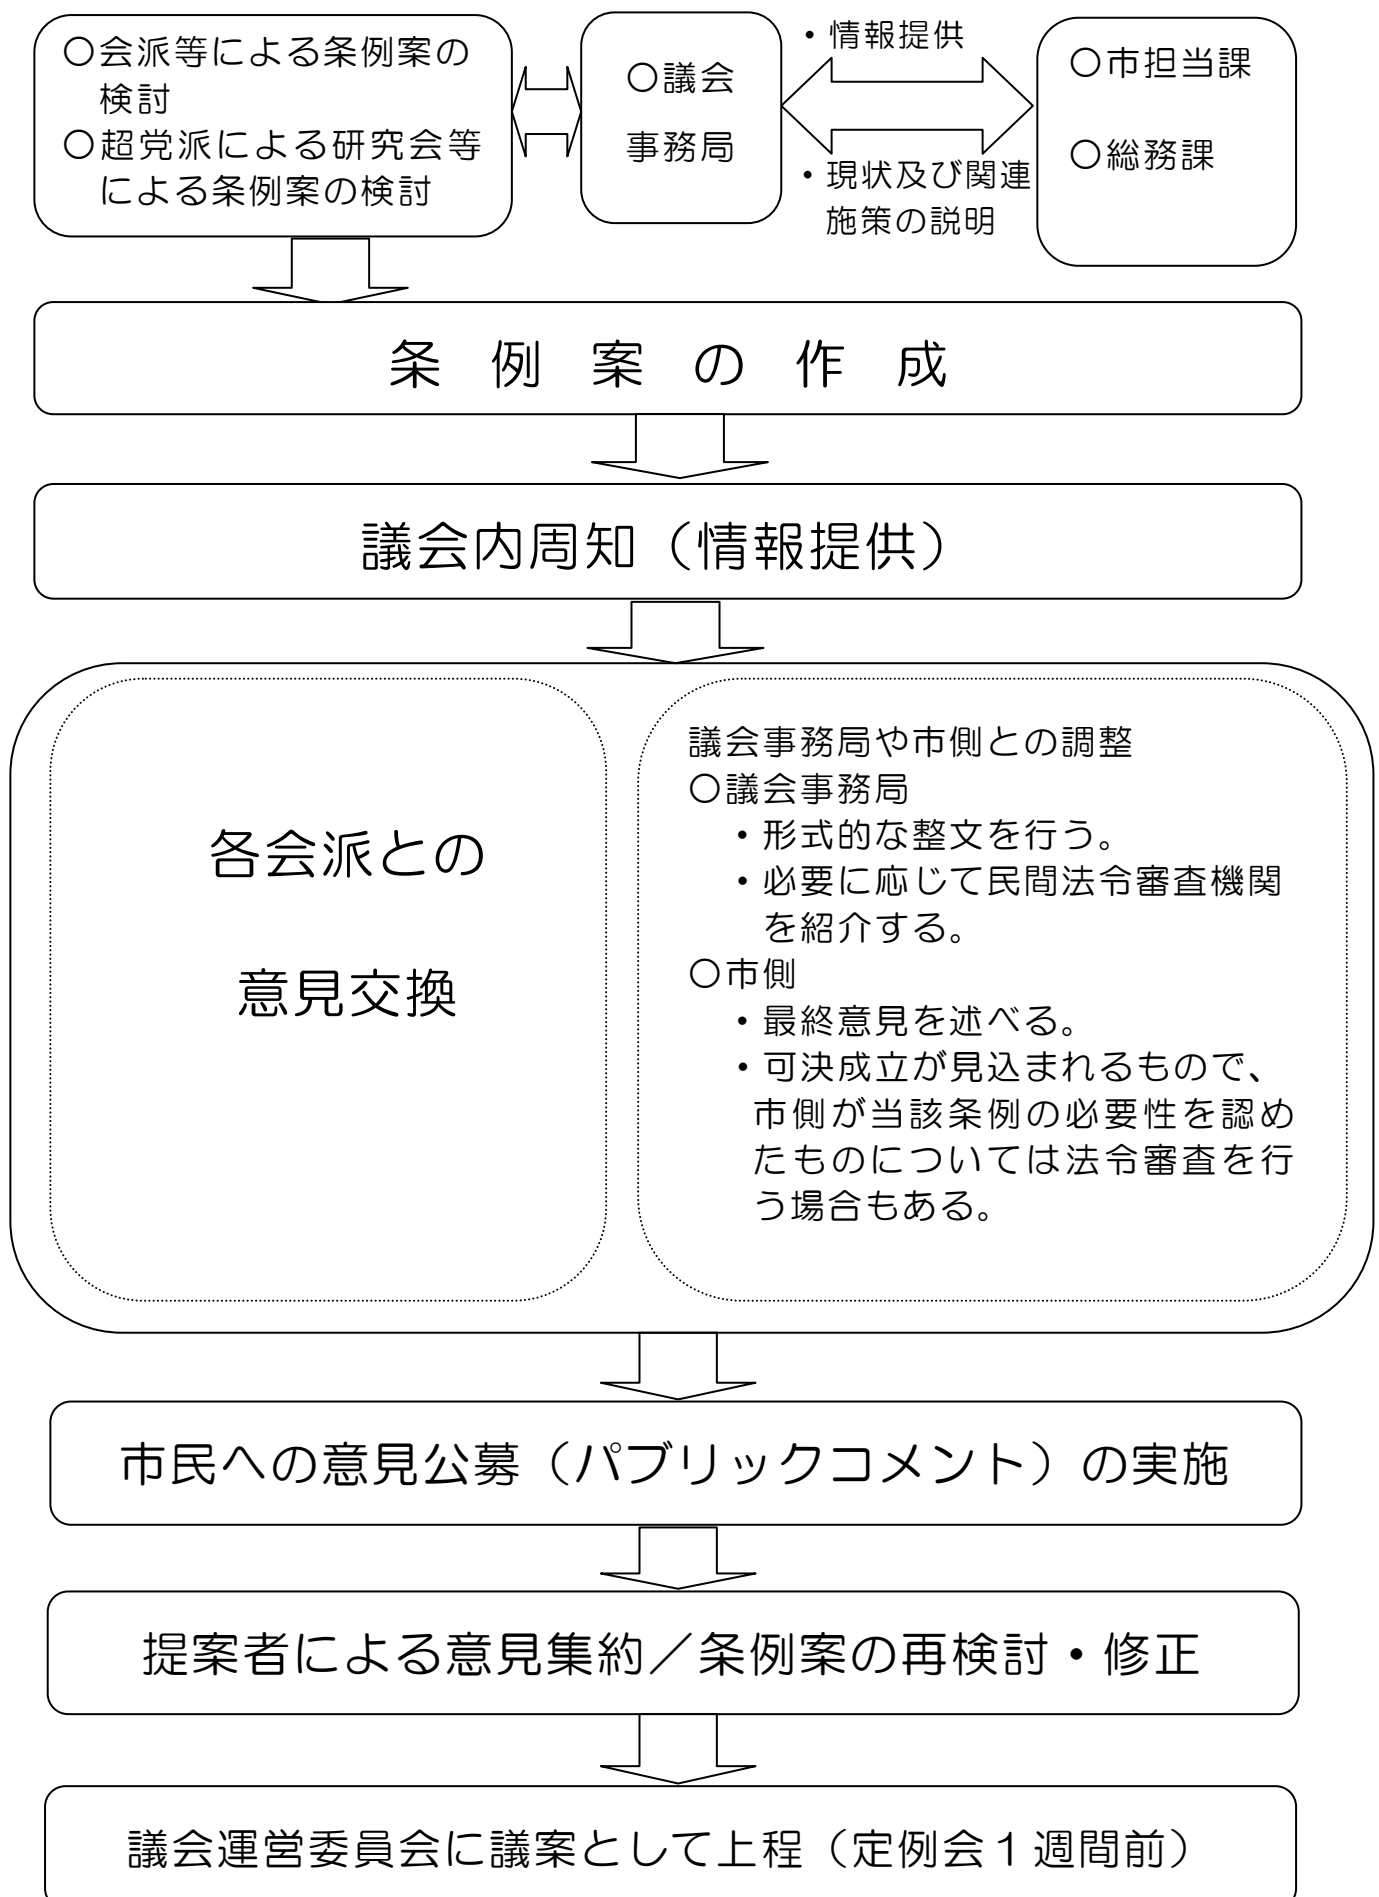 〇会派等による条例案の
検討
〇超党派による研究会等
による条例案の検討
〇議会
事務局
・情報提供
・現状及び関連
施策の説明
〇市担当課
〇総務課
条例案の作成
議会内周知（情報提供）
各会派との
意見交換
議会事務局や市側との調整
〇議会事務局
・形式的な整文を行う。
・必要に応じて民間法令審査機関
を紹介する。
〇市側
・最終意見を述べる。
・可決成立が見込まれるもので、
市側が当該条例の必要性を認め
たものについては法令審査を行
う場合もある。
市民への意見公募（パブリックコメント）の実施
提案者による意見集約／条例案の再検討・修正
議会運営委員会に議案として上程（定例会１週間前）